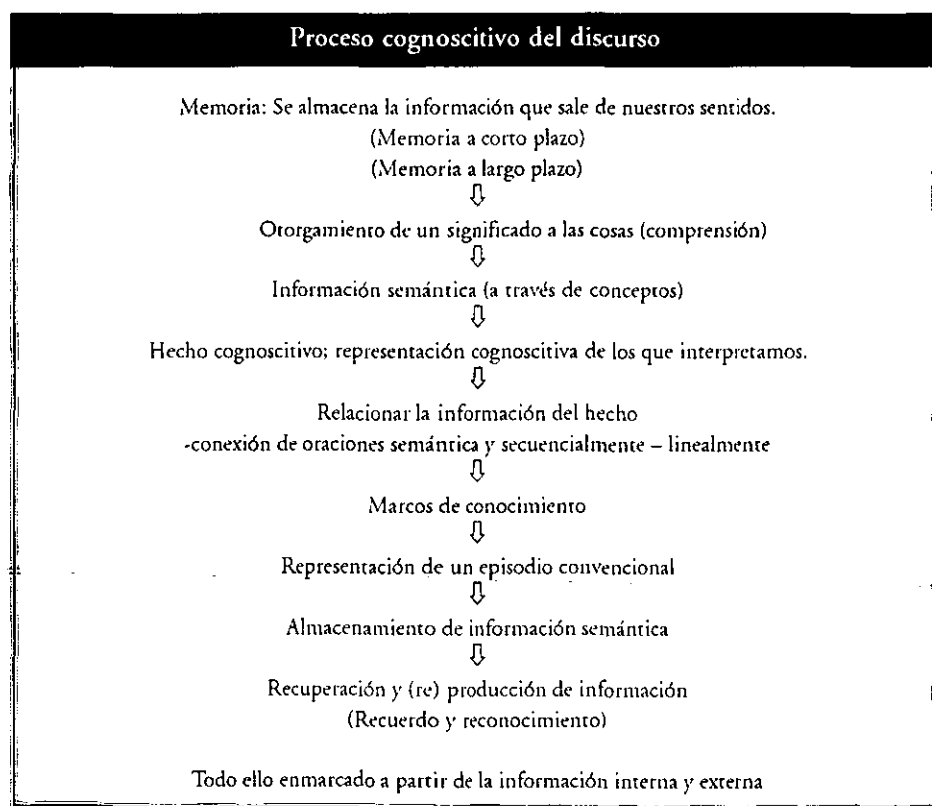 Proceso cognoscitivo del discurso
Memoria: Se almacena la información que sale de nuestros sentidos.
(Memoria a corto plazo)
(Memoria a largo plazo)
⇩
Otorgamiento de un significado a las cosas (comprensión)
⇩
Información semántica (a través de conceptos)
⇩
Hecho cognoscitivo; representación cognoscitiva de los que interpretamos.
⇩
Relacionar la información del hecho
-conexión de oraciones semántica y secuencialmente – linealmente
⇩
Marcos de conocimiento
⇩
Representación de un episodio convencional
⇩
Almacenamiento de información semántica
⇩
Recuperación y (re) producción de información
(Recuerdo y reconocimiento)
Todo ello enmarcado a partir de la información interna y externa